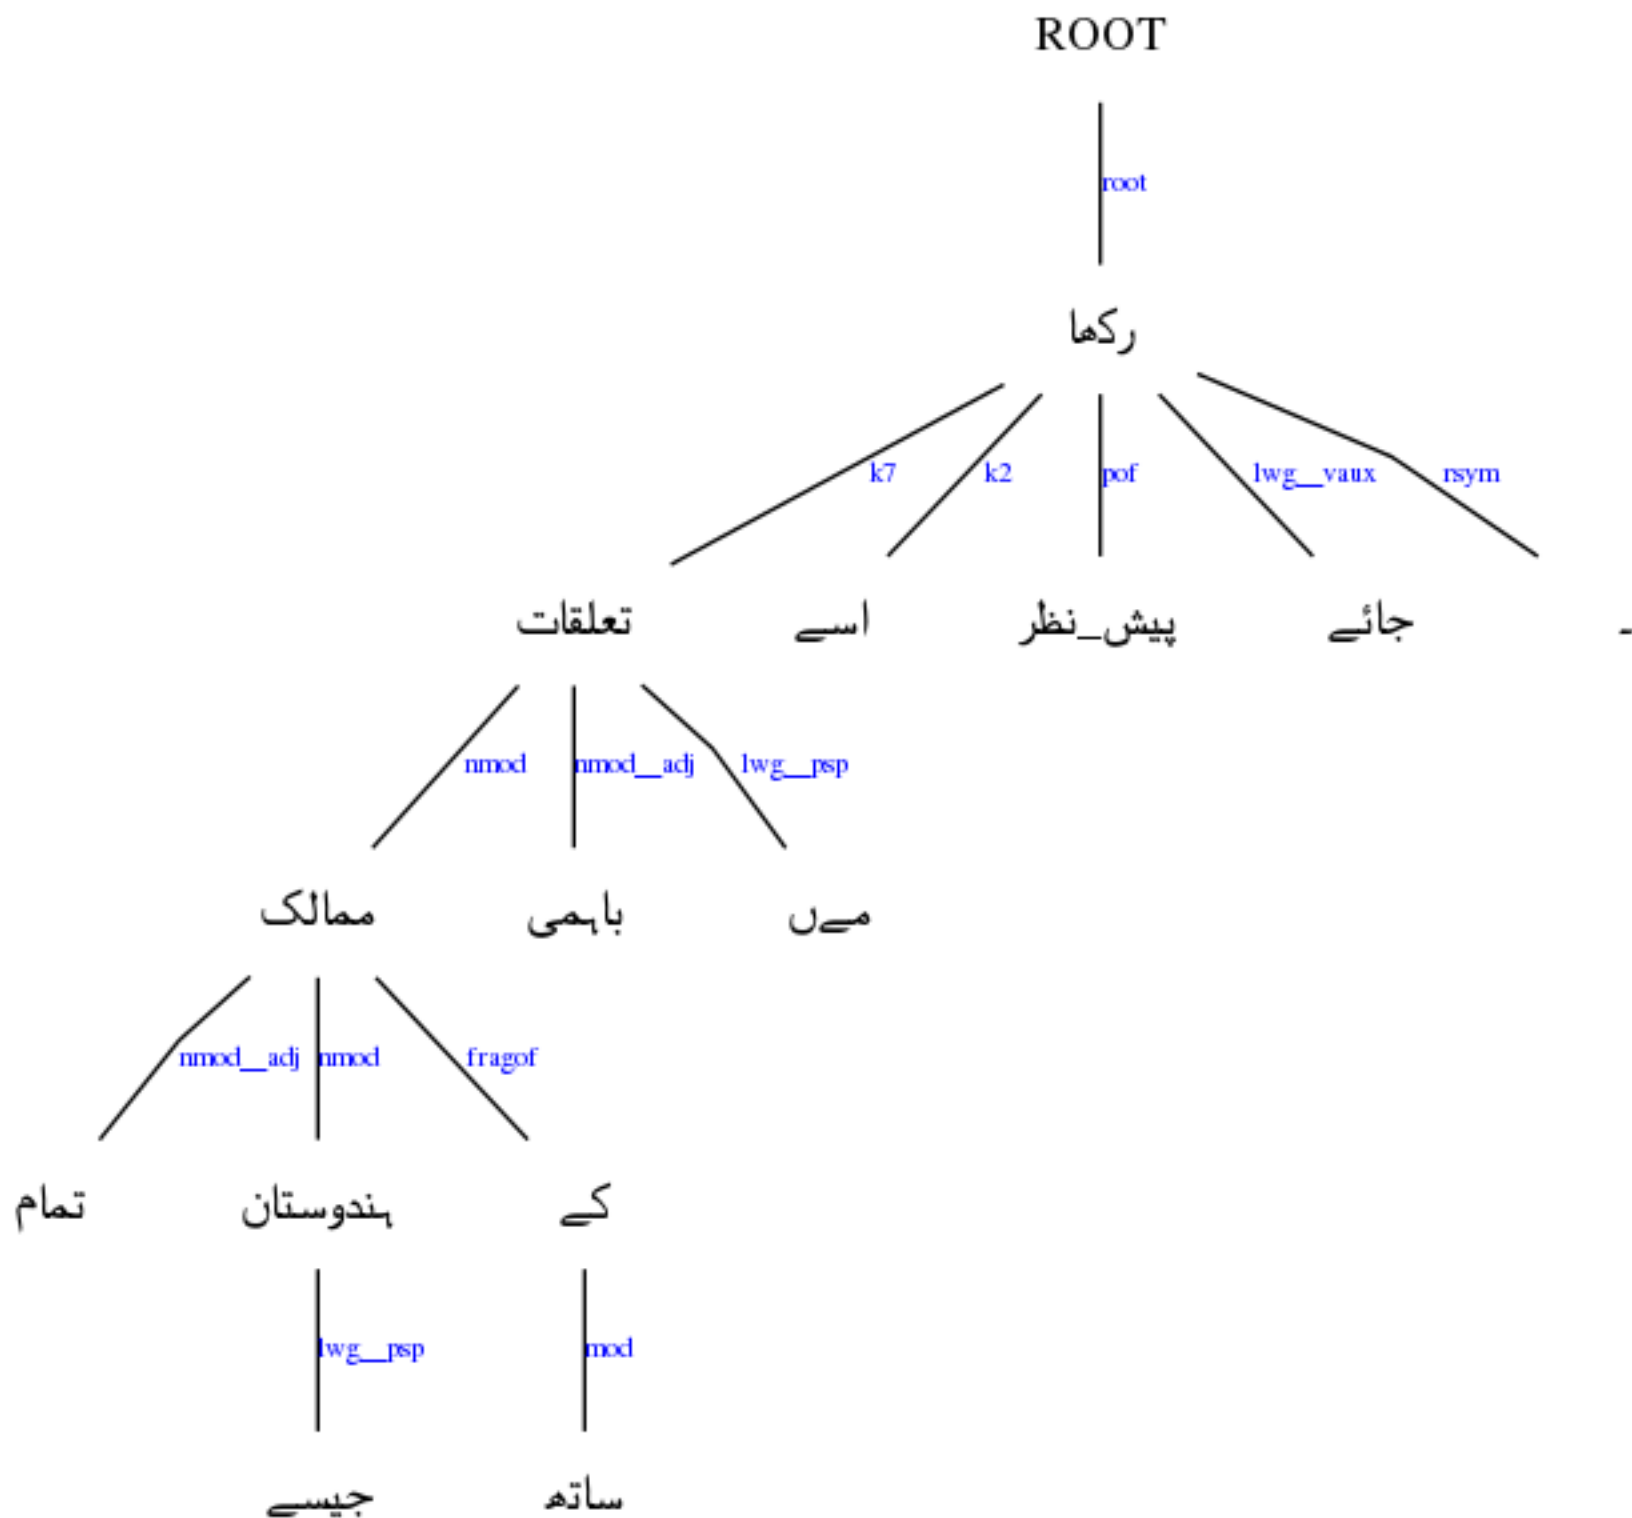 ROOT
root
رکھا
k7 k2 pof lwg__vaux rsym
تعلقات اسے پیش_نظر جائے ۔
nmod nmod__adj lwg__psp
ممالک باہمی مےں
nmod__adj nmod fragof
تمام ہندوستان کے
lwg__psp mod
جیسے ساتھ